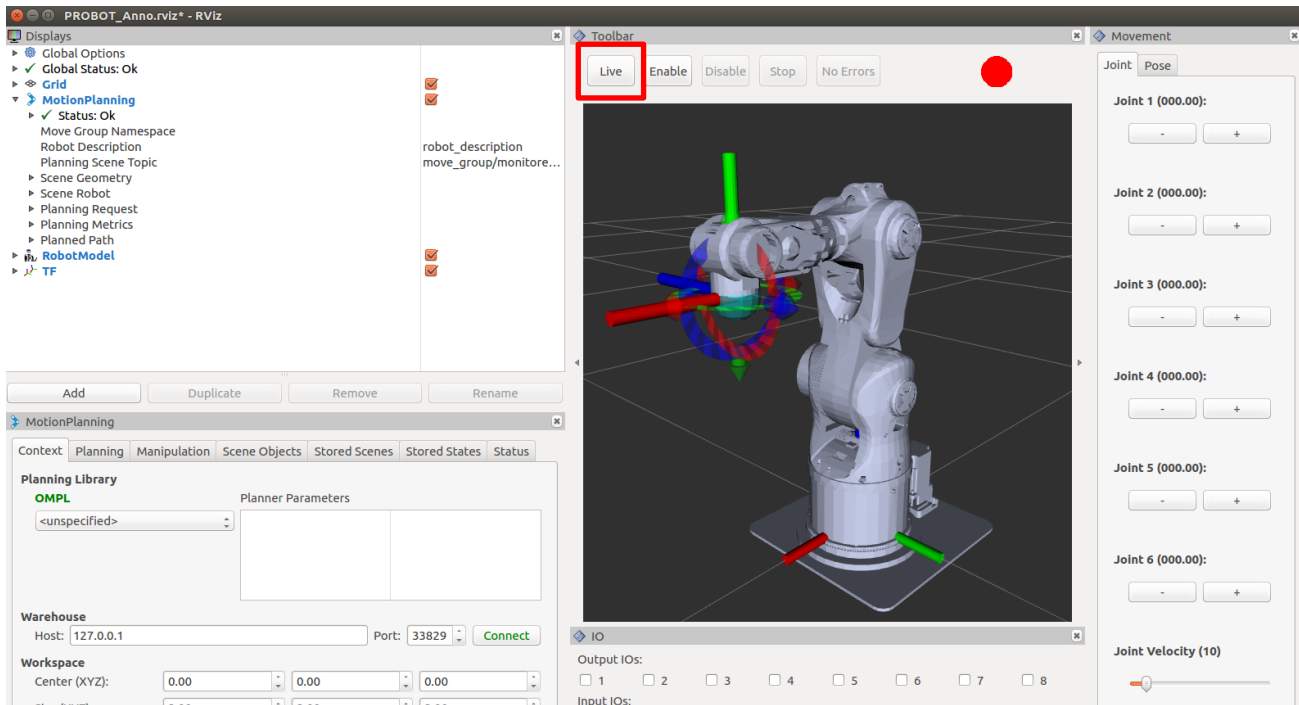 PROBOT_Anno.rviz* - RViz
Displays
Global Options
Global Status: Ok
Grid
MotionPlanning
Status: Ok
Move Group Namespace
Robot Description robot_description
Planning Scene Topic move_group/monitore...
Scene Geometry
Scene Robot
Planning Request
Planning Metrics
Planned Path
RobotModel
TF
Add Duplicate Remove Rename
MotionPlanning
Context Planning Manipulation Scene Objects Stored Scenes Stored States Status
Planning Library
OMPL Planner Parameters
<unspecified>
Warehouse
Host: 127.0.0.1 Port: 33829 Connect
Workspace
Center (XYZ): 0.00 0.00 0.00
Toolbar
Live Enable Disable Stop No Errors
IO
Output IOs:
1 2 3 4 5 6 7 8
Input IOs:
Movement
Joint Pose
Joint 1 (000.00):
- +
Joint 2 (000.00):
- +
Joint 3 (000.00):
- +
Joint 4 (000.00):
- +
Joint 5 (000.00):
- +
Joint 6 (000.00):
- +
Joint Velocity (10)